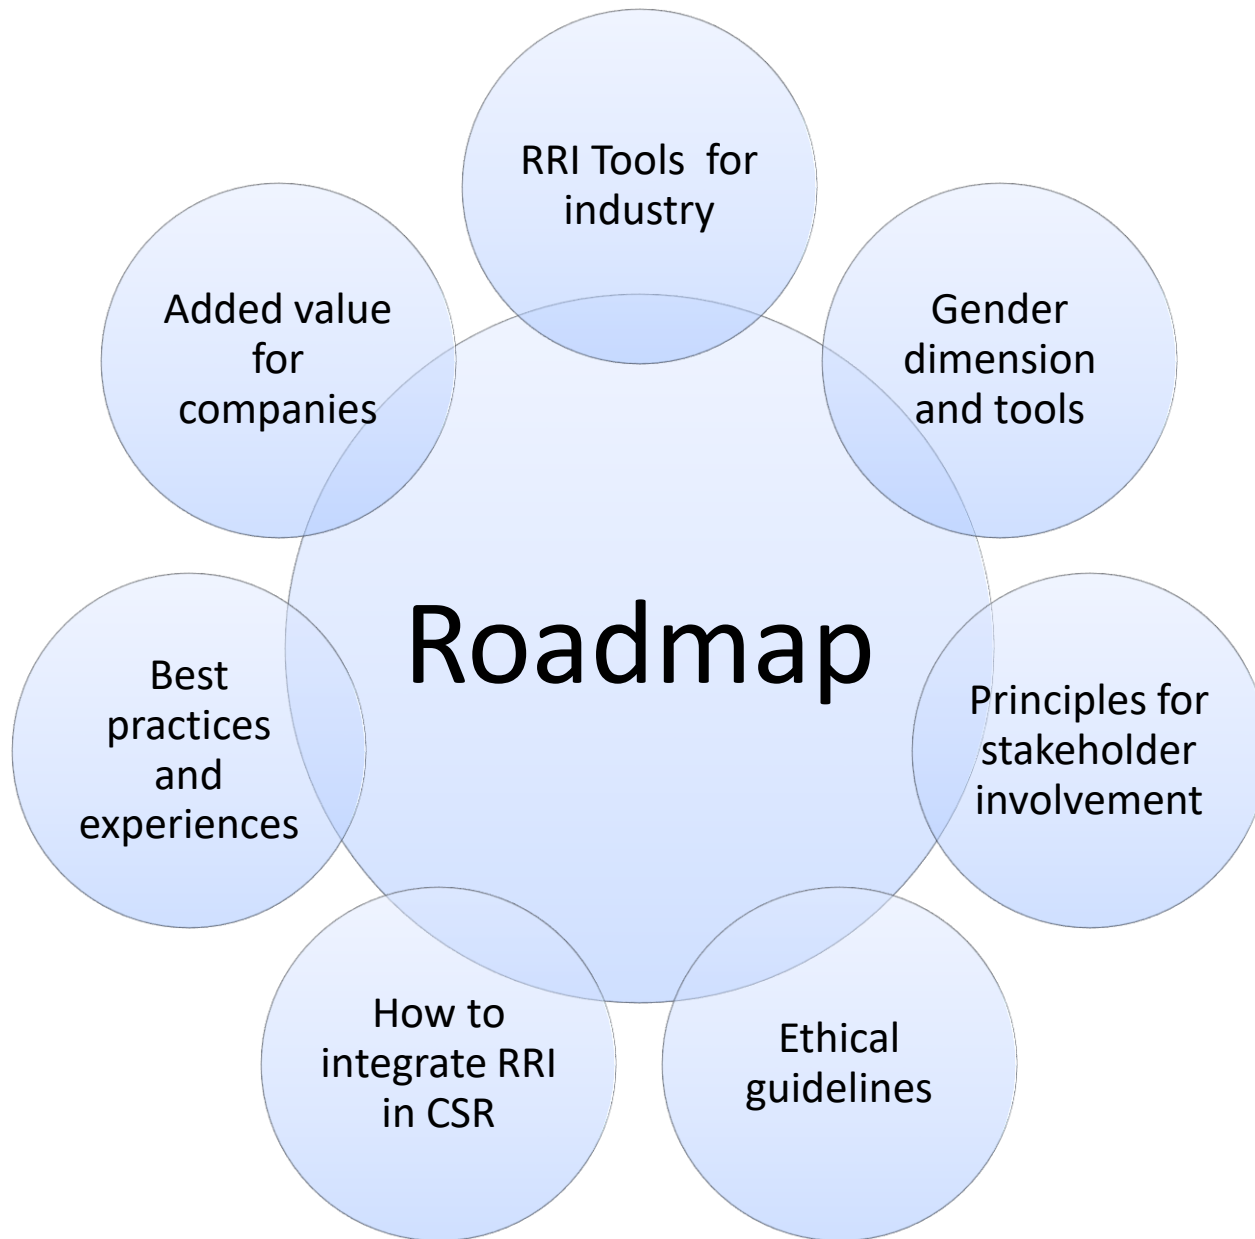 RRI Tools  for
industry
Gender
dimension
and tools
Principles for
stakeholder
involvement
Ethical
guidelines
How to
integrate RRI
in CSR
Best
practices
and
experiences
Added value
for
companies
Roadmap